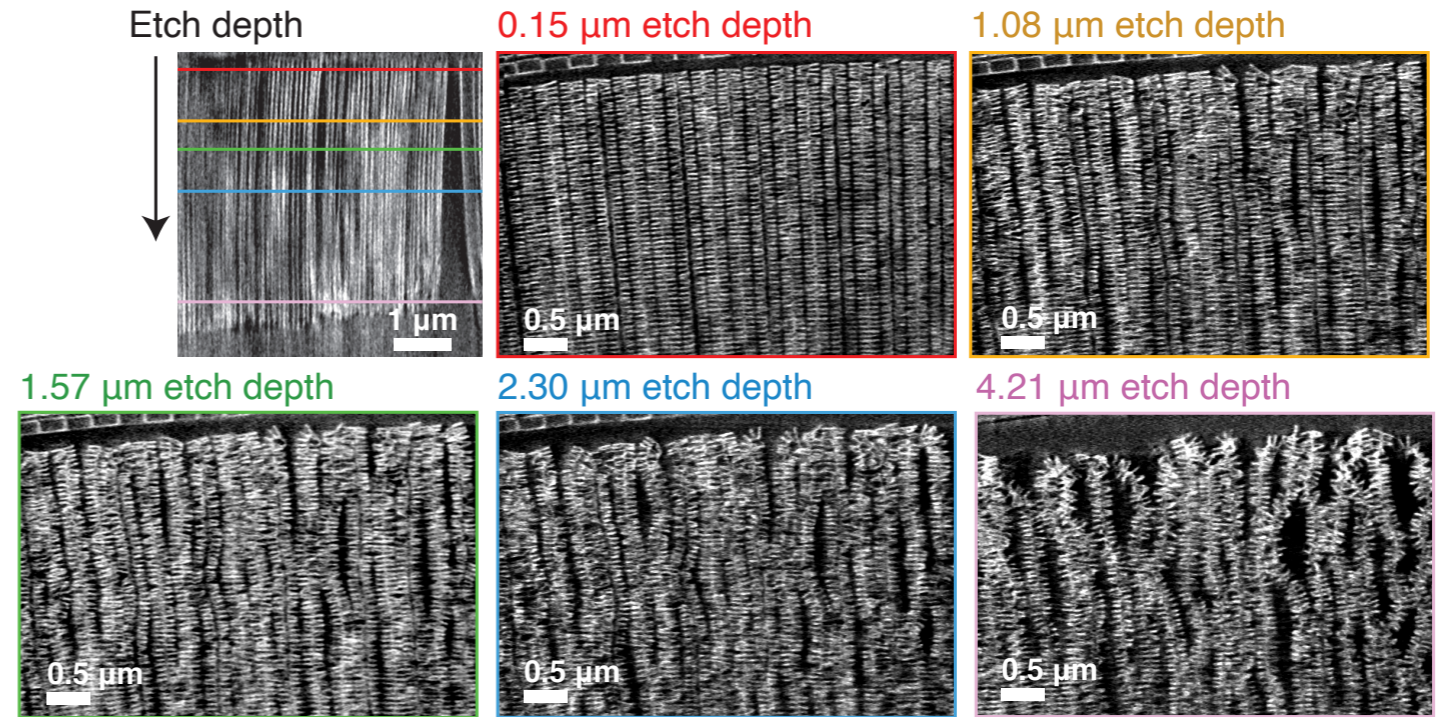 Etch depth
0.15 µm etch depth
1.08 µm etch depth
1 µm
0.5 µm
0.5 µm
1.57 µm etch depth
2.30 µm etch depth
4.21 µm etch depth
0.5 µm
0.5 µm
0.5 µm